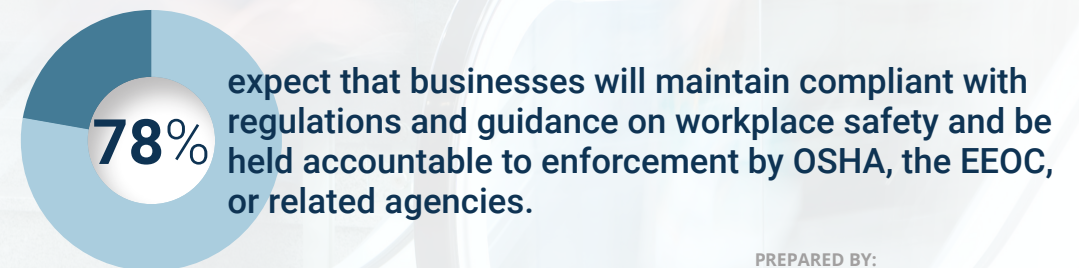 78%
expect that businesses will maintain compliant with
regulations and guidance on workplace safety and be
held accountable to enforcement by OSHA, the EEOC,
or related agencies.
PREPARED BY: